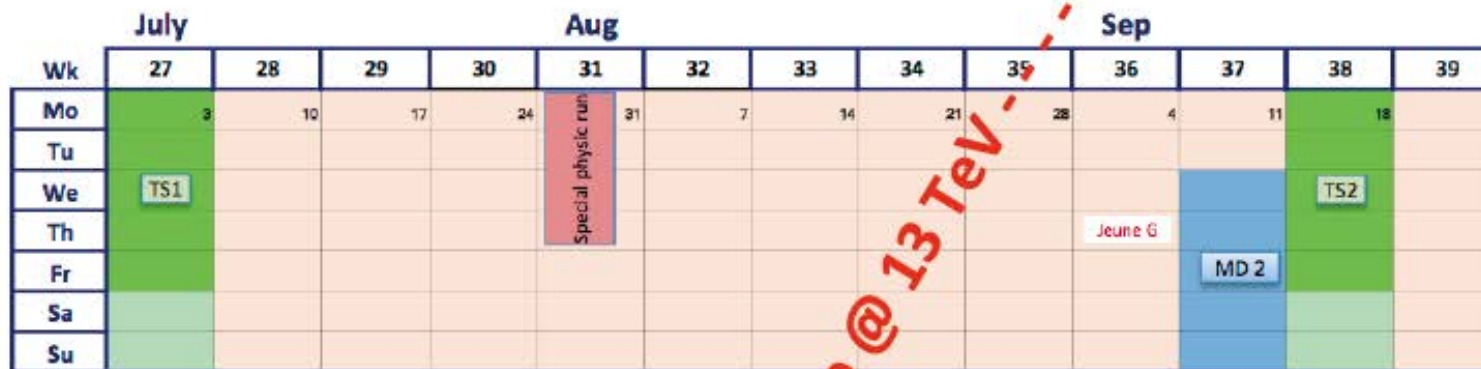 July Aug Sep
Wk 27 28 29 30 31 32 33 34 35 36 37 38 39
Mo 3 10 17 24 31 7 14 21 28 4 11 18
Tu
We TS1 TS2
Th Jeune G
Fr MD 2
Sa
Su
Special physic run
@ 13 TeV -